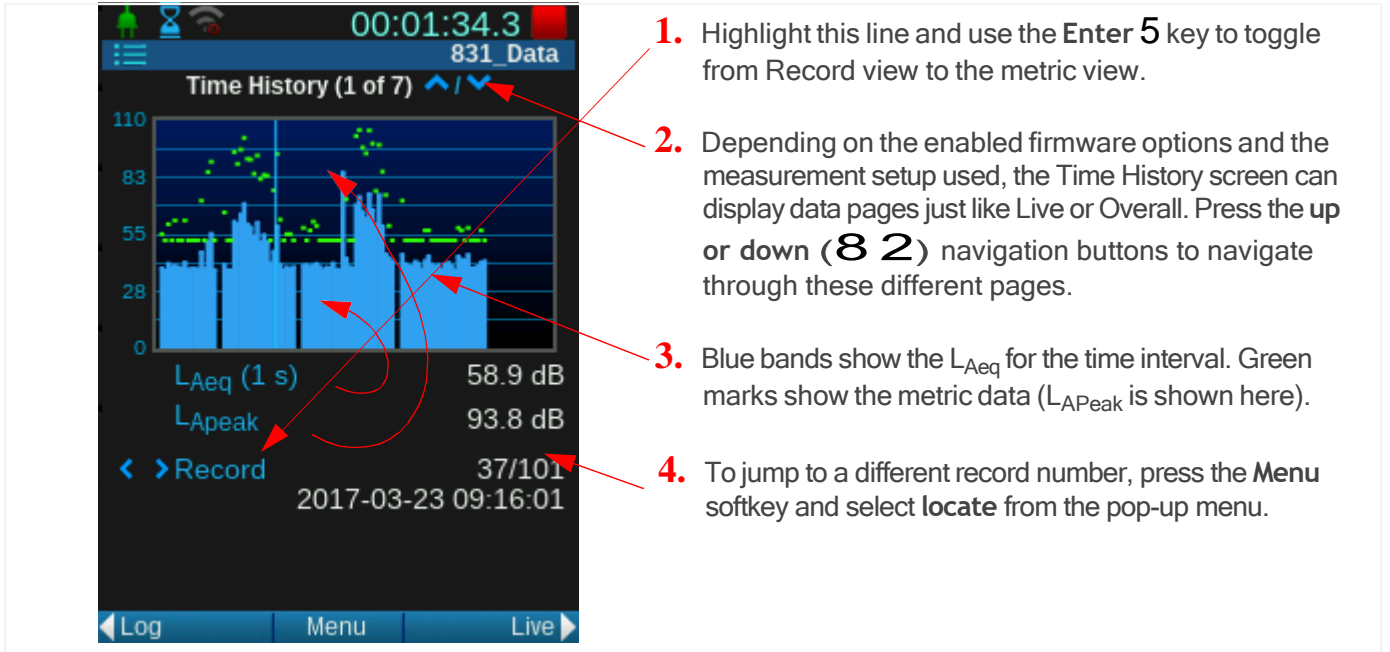 00:01:34.3
831_Data
Time History (1 of 7) /
110
83
55
28
0
LAeq (1 s) 58.9 dB
LApeak 93.8 dB
Record 37/101
2017-03-23 09:16:01
Log Menu Live
1. Highlight this line and use the Enter 5 key to toggle
from Record view to the metric view.
2. Depending on the enabled firmware options and the
measurement setup used, the Time History screen can
display data pages just like Live or Overall. Press the up
or down (8 2) navigation buttons to navigate
through these different pages.
3. Blue bands show the LAeq for the time interval. Green
marks show the metric data (LAPeak is shown here).
4. To jump to a different record number, press the Menu
softkey and select locate from the pop-up menu.